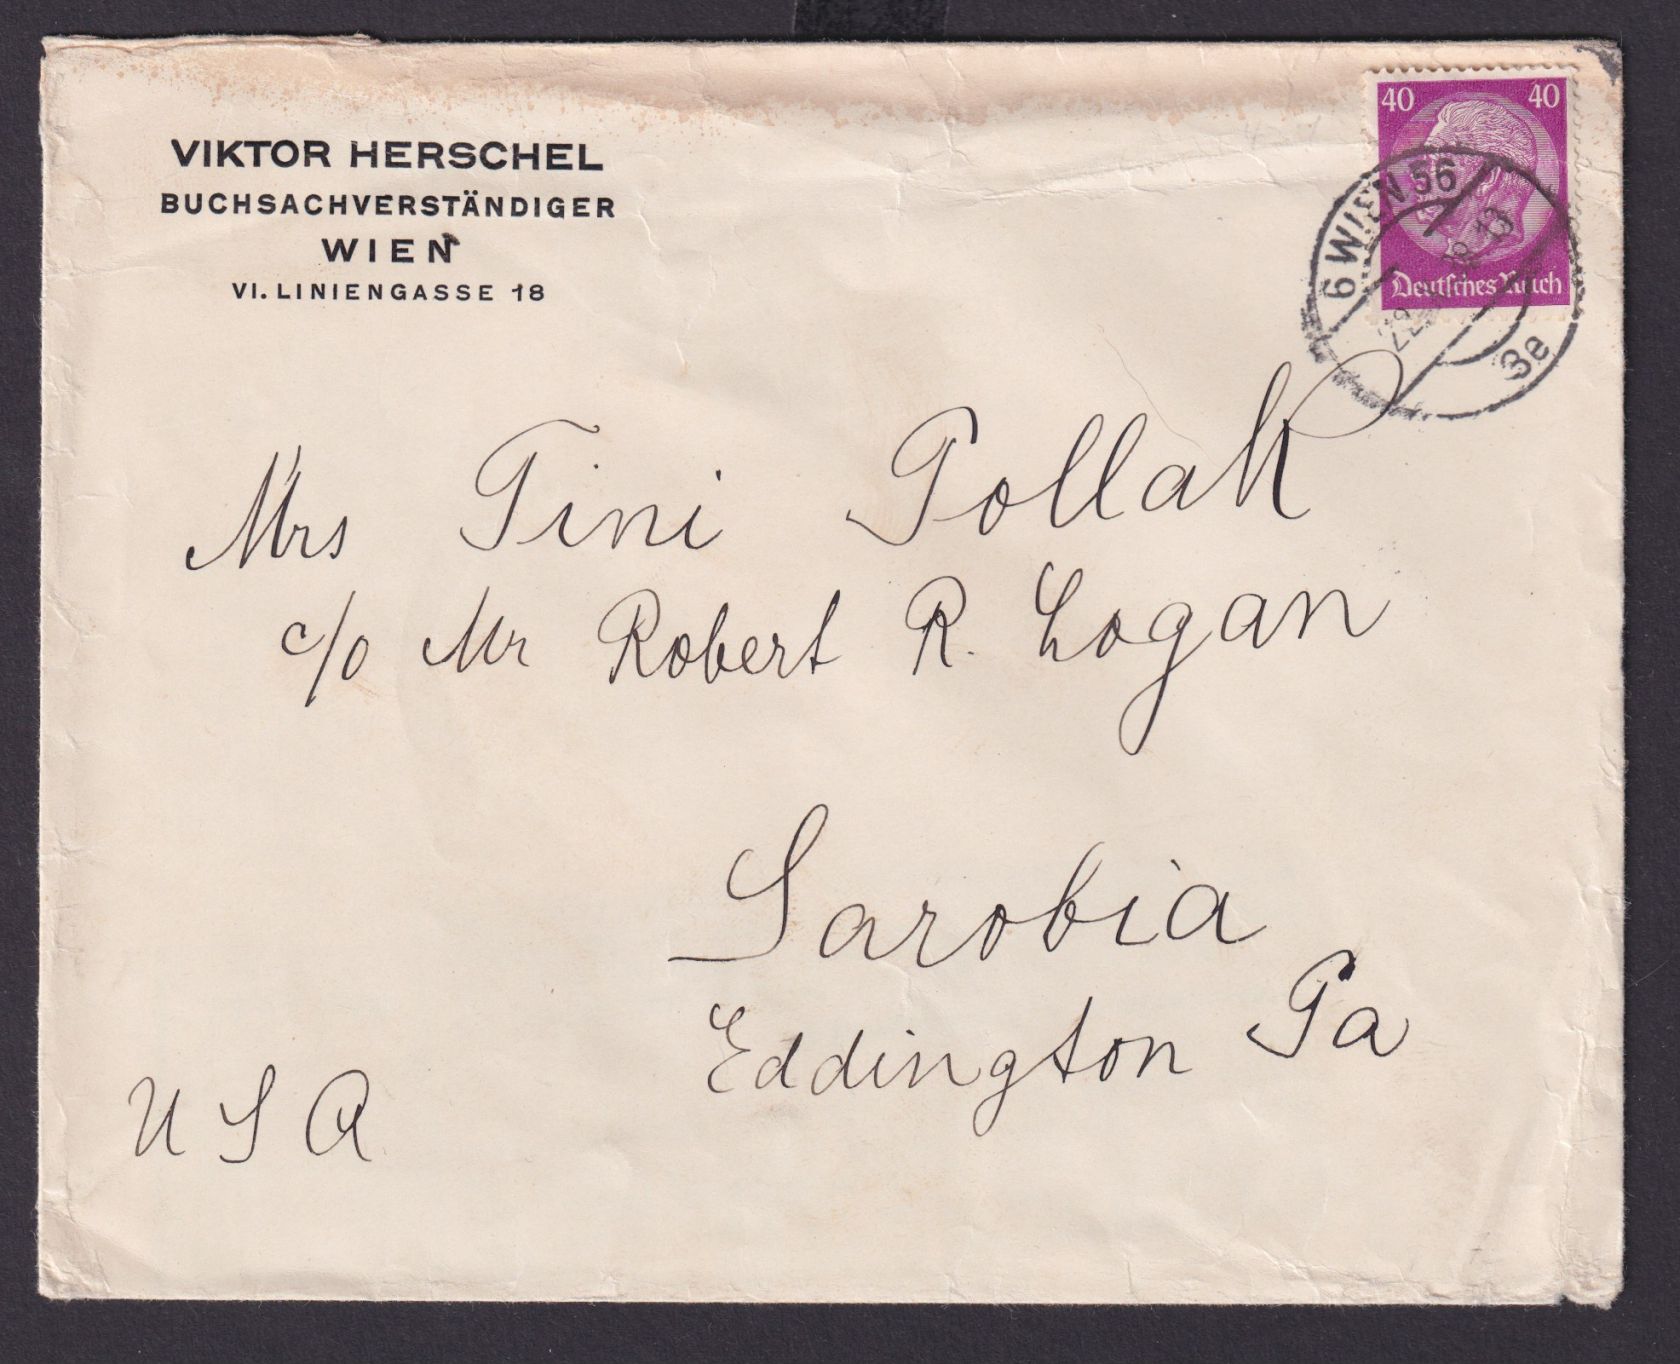 VIKTOR HERSCHEL
BUCHSACHVERSTÄNDIGER
WIEN
VI. LINIENGASSE 18
40 40
Deutsches Reich
6 WIEN 56
3e
Mrs Tini Pollak
c/o Mr Robert R. Logan
Sarobia
Eddington Pa
USA